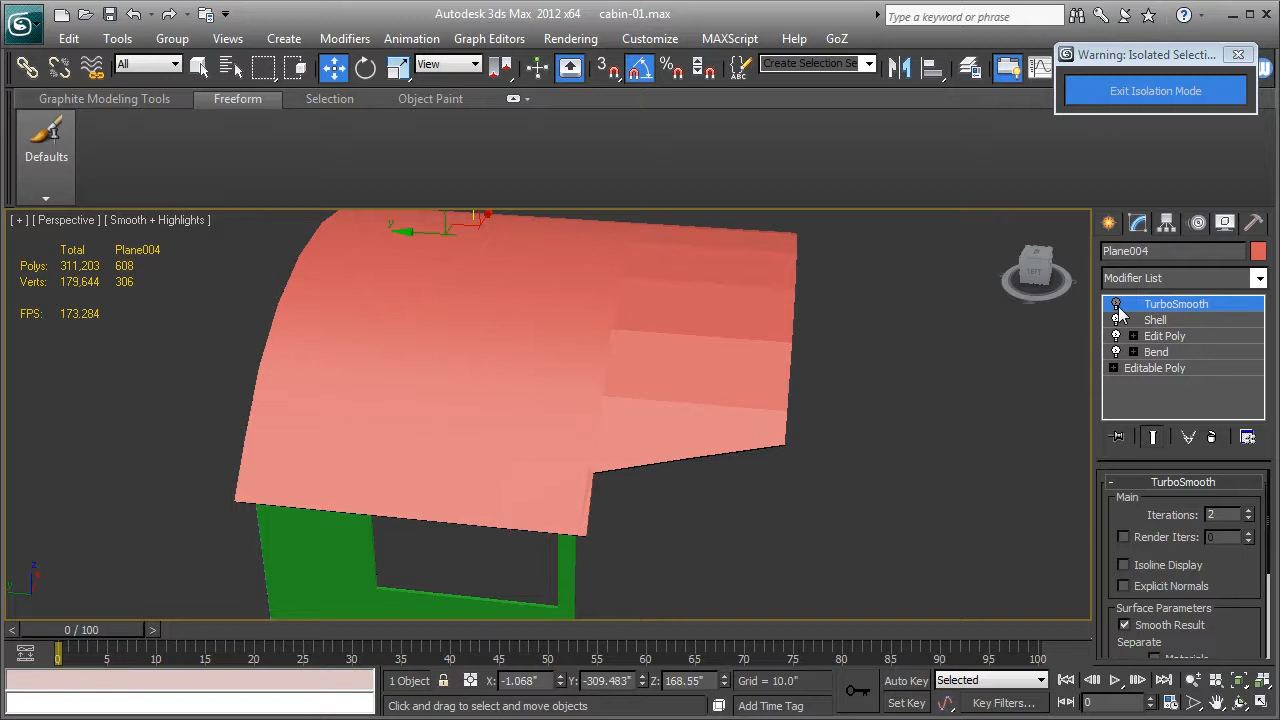 Autodesk 3ds Max 2012 x64 cabin-01.max
Type a keyword or phrase
Edit Tools Group Views Create Modifiers Animation Graph Editors Rendering Customize MAXScript Help GoZ
Warning: Isolated Selecti...
Exit Isolation Mode
All
View
3
Create Selection Se
Graphite Modeling Tools Freeform Selection Object Paint
Defaults
[ + ] [ Perspective ] [ Smooth + Highlights ]
Total Plane004
Polys: 311,203 608
Verts: 179,644 306
FPS: 173.284
y
LEFT
z
x
y
Plane004
Modifier List
TurboSmooth
Shell
Edit Poly
Bend
Editable Poly
- TurboSmooth
Main
Iterations: 2
Render Iters: 0
Isoline Display
Explicit Normals
Surface Parameters
Smooth Result
Separate
< 0 / 100 >
0 5 10 15 20 25 30 35 40 45 50 55 60 65 70 75 80 85 90 95 100
1 Object X: -1.068" Y: -309.483" Z: 168.55" Grid = 10.0" Auto Key Selected
Click and drag to select and move objects Add Time Tag Set Key Key Filters... 0